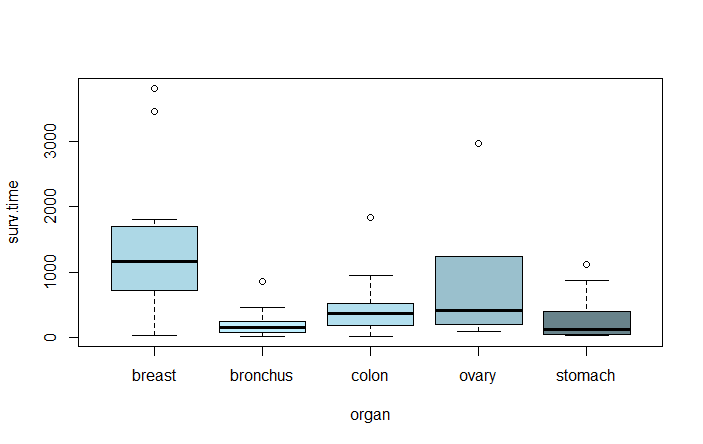 surv.time
3000
2000
1000
0
breast bronchus colon ovary stomach
organ